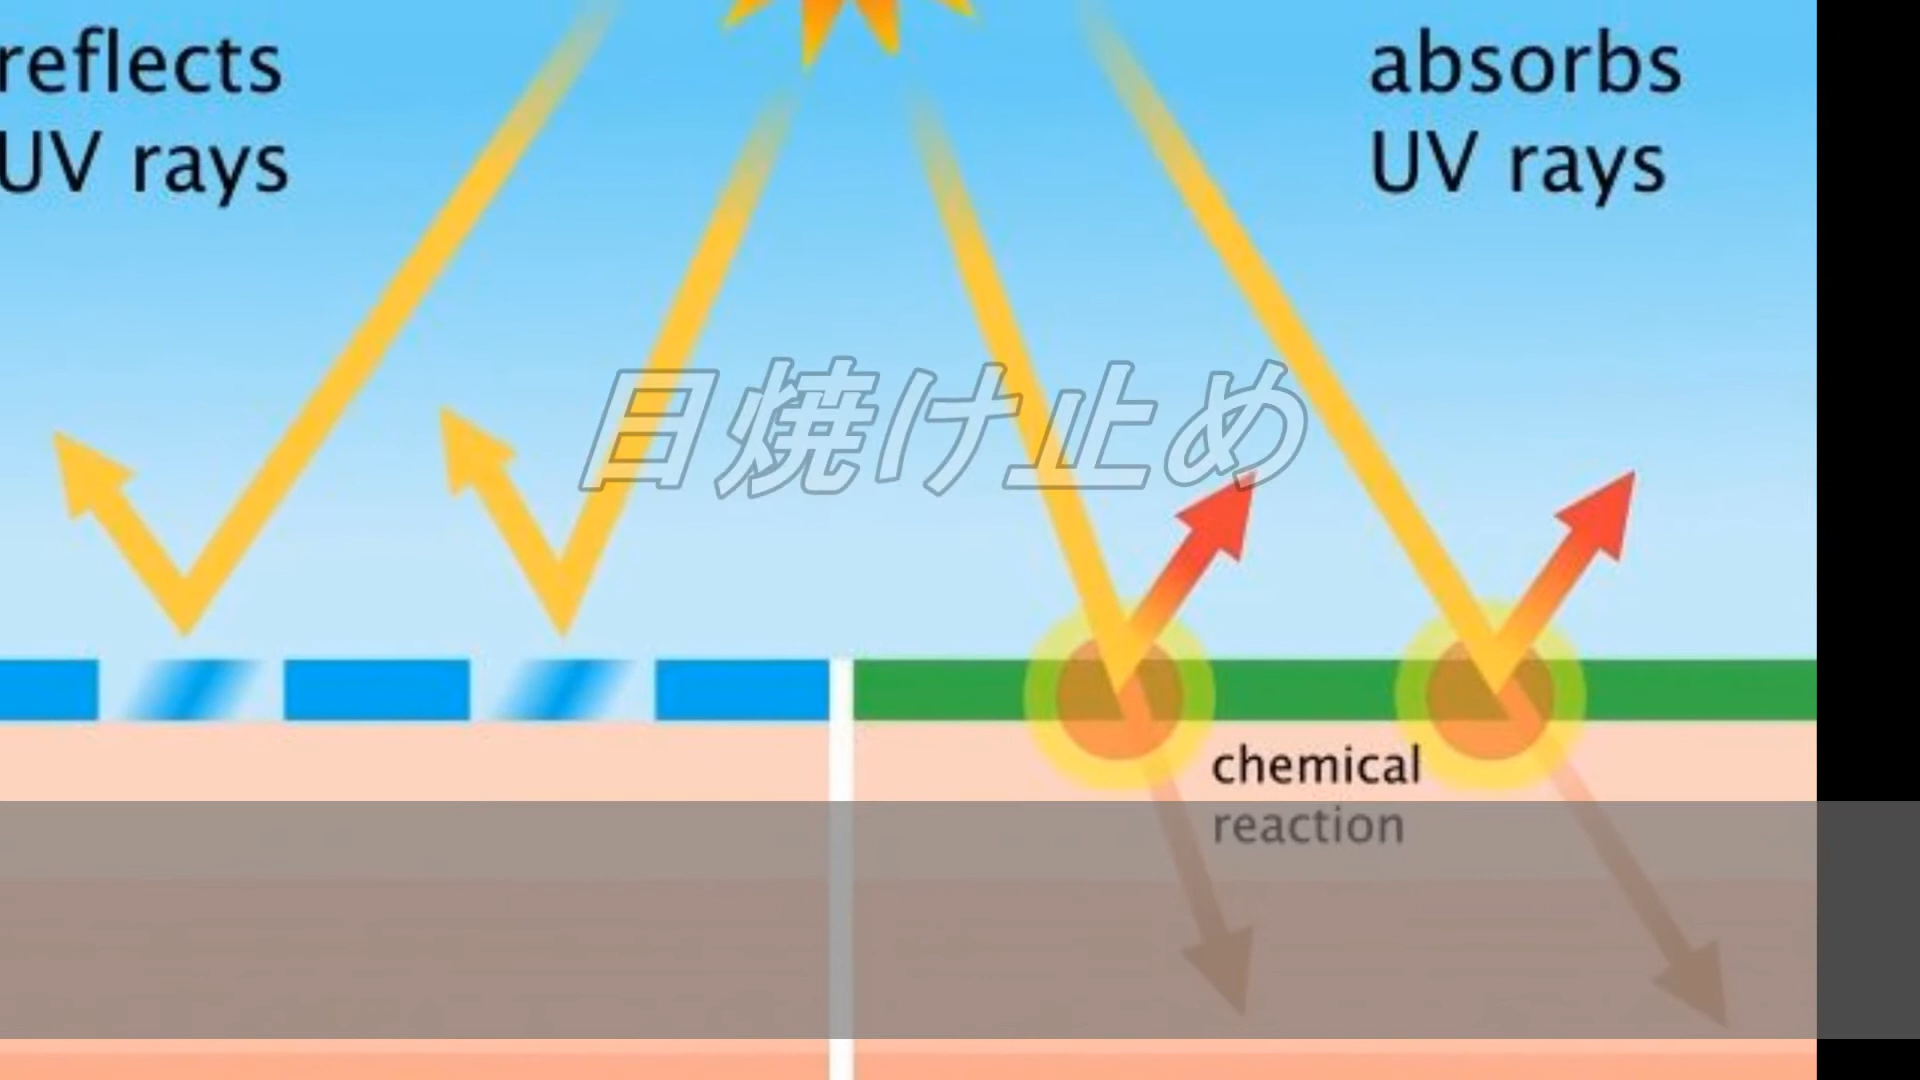 reflects
UV rays
absorbs
UV rays
日焼け止め
chemical
reaction